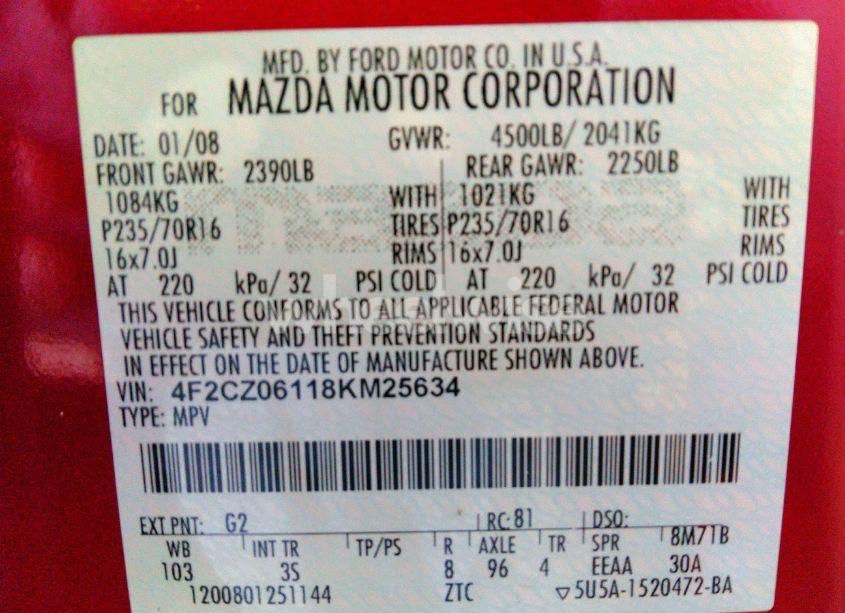 MFD. BY FORD MOTOR CO. IN U.S.A.
FOR MAZDA MOTOR CORPORATION
DATE: 01/08 GVWR: 4500LB/ 2041KG
FRONT GAWR: 2390LB REAR GAWR: 2250LB
1084KG WITH 1021KG WITH
P235/70R16 TIRES P235/70R16 TIRES
16x7.0J RIMS 16x7.0J RIMS
AT 220 kPa/ 32 PSI COLD AT 220 kPa/ 32 PSI COLD
THIS VEHICLE CONFORMS TO ALL APPLICABLE FEDERAL MOTOR
VEHICLE SAFETY AND THEFT PREVENTION STANDARDS
IN EFFECT ON THE DATE OF MANUFACTURE SHOWN ABOVE.
VIN: 4F2CZ06118KM25634
TYPE: MPV
EXT PNT: G2 RC: 81 DSO:
WB INT TR TP/PS R AXLE TR SPR 8M71B
103 3S 8 96 4 EEAA 30A
1200801251144 ZTC ▽5U5A-1520472-BA